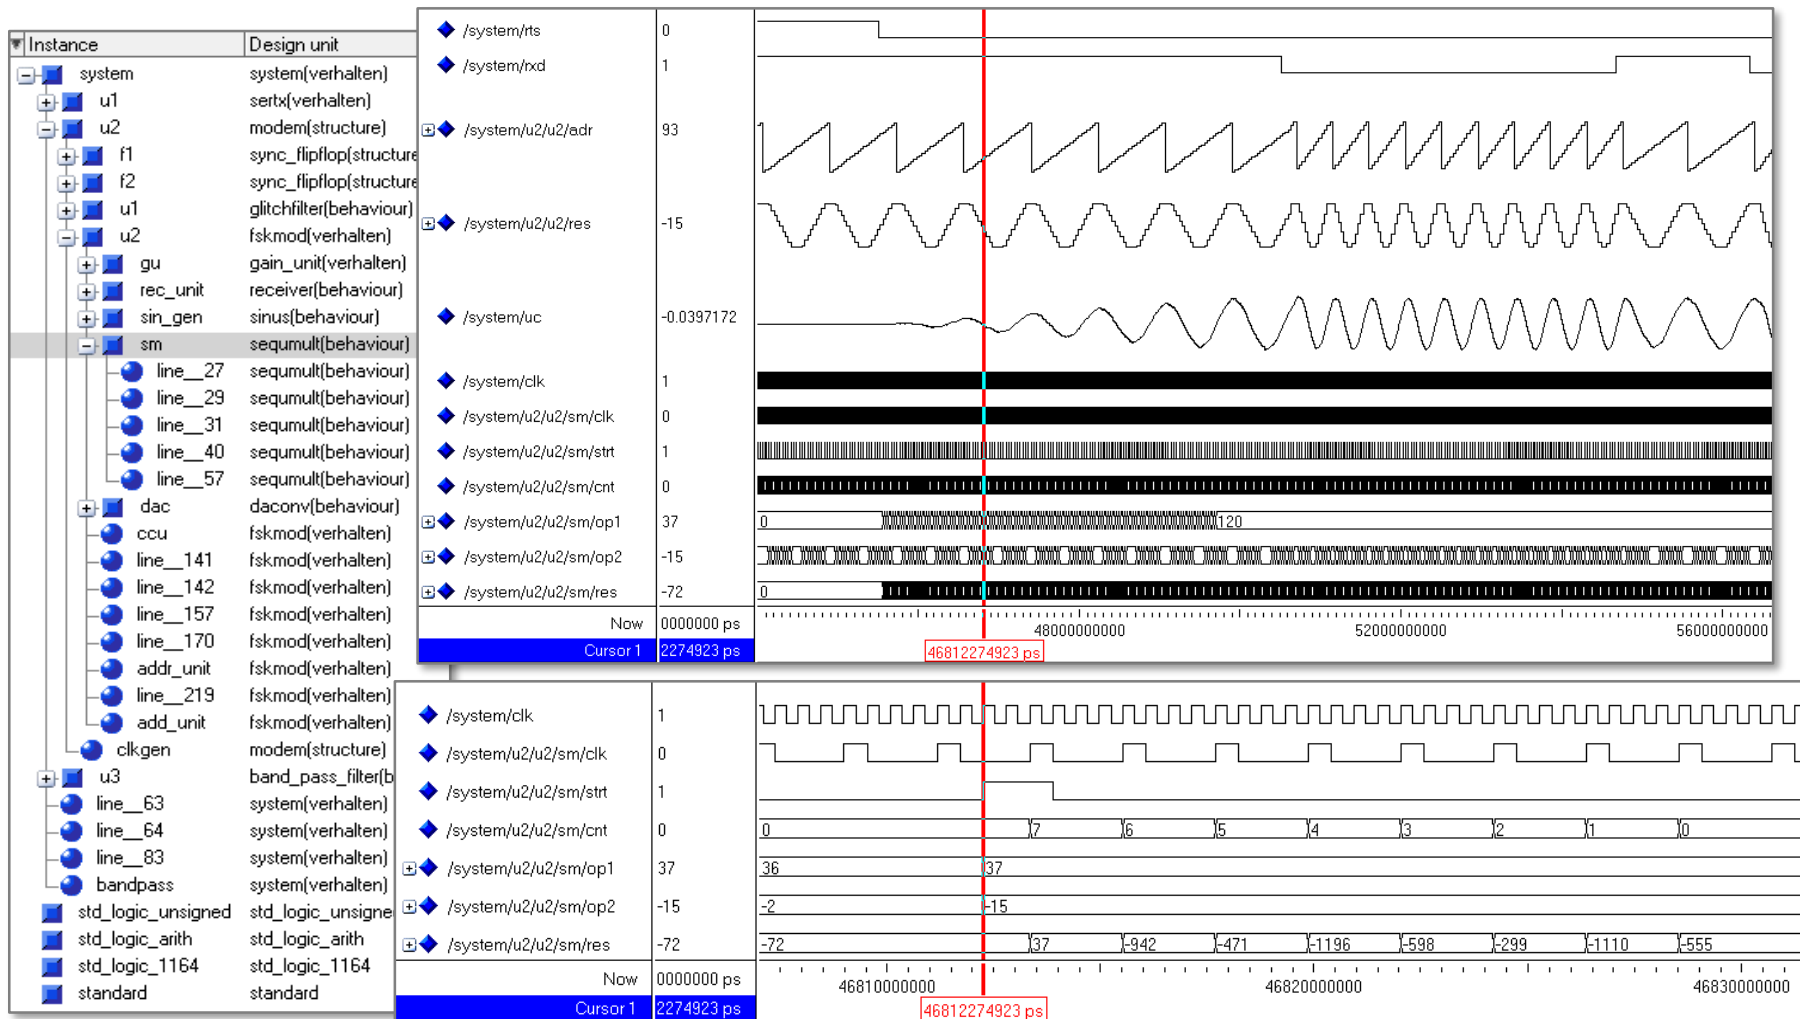 Instance Design unit
system system(verhalten)
u1 sertx(verhalten)
u2 modem(structure)
f1 sync_flipflop(structure
f2 sync_flipflop(structure
u1 glitchfilter(behaviour)
u2 fskmod(verhalten)
gu gain_unit(verhalten)
rec_unit receiver(behaviour)
sin_gen sinus(behaviour)
sm sequmult(behaviour)
line__27 sequmult(behaviour)
line__29 sequmult(behaviour)
line__31 sequmult(behaviour)
line__40 sequmult(behaviour)
line__57 sequmult(behaviour)
dac daconv(behaviour)
ccu fskmod(verhalten)
line__141 fskmod(verhalten)
line__142 fskmod(verhalten)
line__157 fskmod(verhalten)
line__170 fskmod(verhalten)
addr_unit fskmod(verhalten)
line__219 fskmod(verhalten)
add_unit fskmod(verhalten)
clkgen modem(structure)
u3 band_pass_filter(b
line__63 system(verhalten)
line__64 system(verhalten)
line__83 system(verhalten)
bandpass system(verhalten)
std_logic_unsigned std_logic_unsigne
std_logic_arith std_logic_arith
std_logic_1164 std_logic_1164
standard standard
/system/rts 0
/system/rxd 1
/system/u2/u2/adr 93
/system/u2/u2/res -15
/system/uc -0.0397172
/system/clk 1
/system/u2/u2/sm/clk 0
/system/u2/u2/sm/strt 1
/system/u2/u2/sm/cnt 0
/system/u2/u2/sm/op1 37 0 120
/system/u2/u2/sm/op2 -15
/system/u2/u2/sm/res -72 0
Now 0000000 ps 48000000000 52000000000 56000000000
Cursor 1 2274923 ps 46812274923 ps
/system/clk 1
/system/u2/u2/sm/clk 0
/system/u2/u2/sm/strt 1
/system/u2/u2/sm/cnt 0 0 7 6 5 4 3 2 1 0
/system/u2/u2/sm/op1 37 36 37
/system/u2/u2/sm/op2 -15 -2 -15
/system/u2/u2/sm/res -72 -72 37 -942 -471 -1196 -598 -299 -1110 -555
Now 0000000 ps 46810000000 46820000000 46830000000
Cursor 1 2274923 ps 46812274923 ps